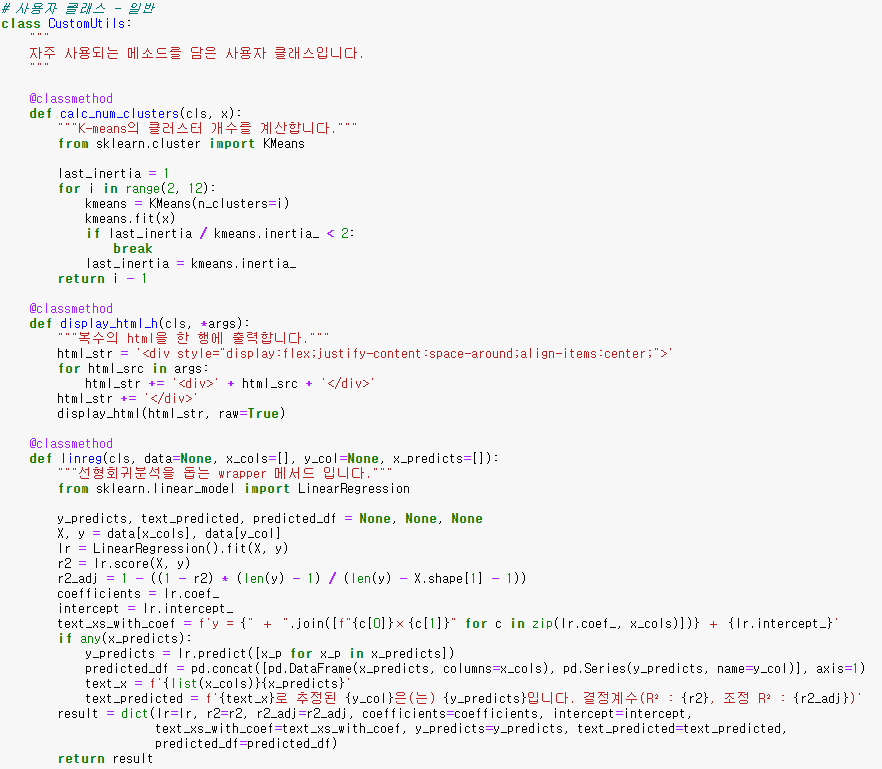 # 사용자 클래스 - 일반
class CustomUtils:
    """
    자주 사용되는 메소드를 담은 사용자 클래스입니다.
    """

    @classmethod
    def calc_num_clusters(cls, x):
        """K-means의 클러스터 개수를 계산합니다."""
        from sklearn.cluster import KMeans

        last_inertia = 1
        for i in range(2, 12):
            kmeans = KMeans(n_clusters=i)
            kmeans.fit(x)
            if last_inertia / kmeans.inertia_ < 2:
                break
            last_inertia = kmeans.inertia_
        return i - 1

    @classmethod
    def display_html_h(cls, *args):
        """복수의 html을 한 행에 출력합니다."""
        html_str = '<div style="display:flex;justify-content:space-around;align-items:center;">'
        for html_src in args:
            html_str += '<div>' + html_src + '</div>'
        html_str += '</div>'
        display_html(html_str, raw=True)

    @classmethod
    def linreg(cls, data=None, x_cols=[], y_col=None, x_predicts=[]):
        """선형회귀분석을 돕는 wrapper 메서드 입니다."""
        from sklearn.linear_model import LinearRegression

        y_predicts, text_predicted, predicted_df = None, None, None
        X, y = data[x_cols], data[y_col]
        lr = LinearRegression().fit(X, y)
        r2 = lr.score(X, y)
        r2_adj = 1 - ((1 - r2) * (len(y) - 1) / (len(y) - X.shape[1] - 1))
        coefficients = lr.coef_
        intercept = lr.intercept_
        text_xs_with_coef = f'y = {" + ".join([f"{c[0]}×{c[1]}" for c in zip(lr.coef_, x_cols)])} + {lr.intercept_}'
        if any(x_predicts):
            y_predicts = lr.predict([x_p for x_p in x_predicts])
            predicted_df = pd.concat([pd.DataFrame(x_predicts, columns=x_cols), pd.Series(y_predicts, name=y_col)], axis=1)
            text_x = f'{list(x_cols)}{x_predicts}'
            text_predicted = f'{text_x}로 추정된 {y_col}은(는) {y_predicts}입니다. 결정계수(R² : {r2}, 조정 R² : {r2_adj})'
        result = dict(lr=lr, r2=r2, r2_adj=r2_adj, coefficients=coefficients, intercept=intercept,
                      text_xs_with_coef=text_xs_with_coef, y_predicts=y_predicts, text_predicted=text_predicted,
                      predicted_df=predicted_df)
        return result